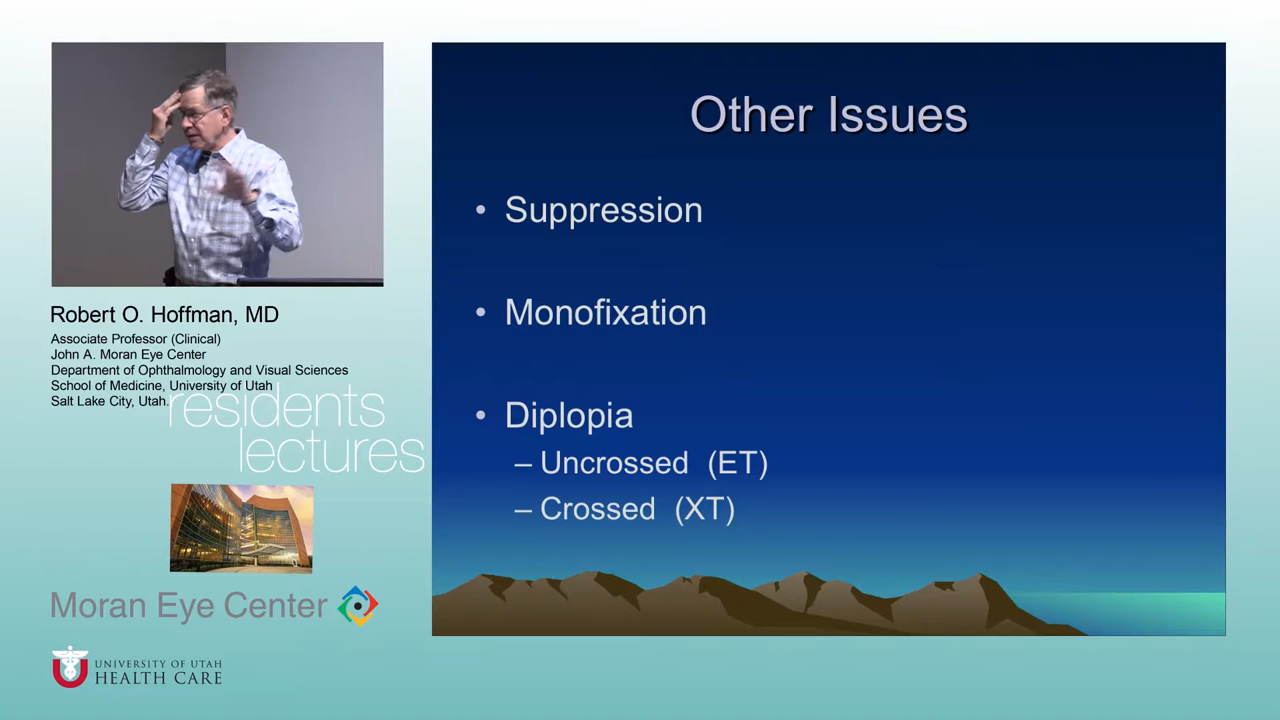 Other Issues
• Suppression
• Monofixation
• Diplopia
– Uncrossed (ET)
– Crossed (XT)
Robert O. Hoffman, MD
Associate Professor (Clinical)
John A. Moran Eye Center
Department of Ophthalmology and Visual Sciences
School of Medicine, University of Utah
Salt Lake City, Utah.
residents
lectures
Moran Eye Center
UNIVERSITY OF UTAH
HEALTH CARE